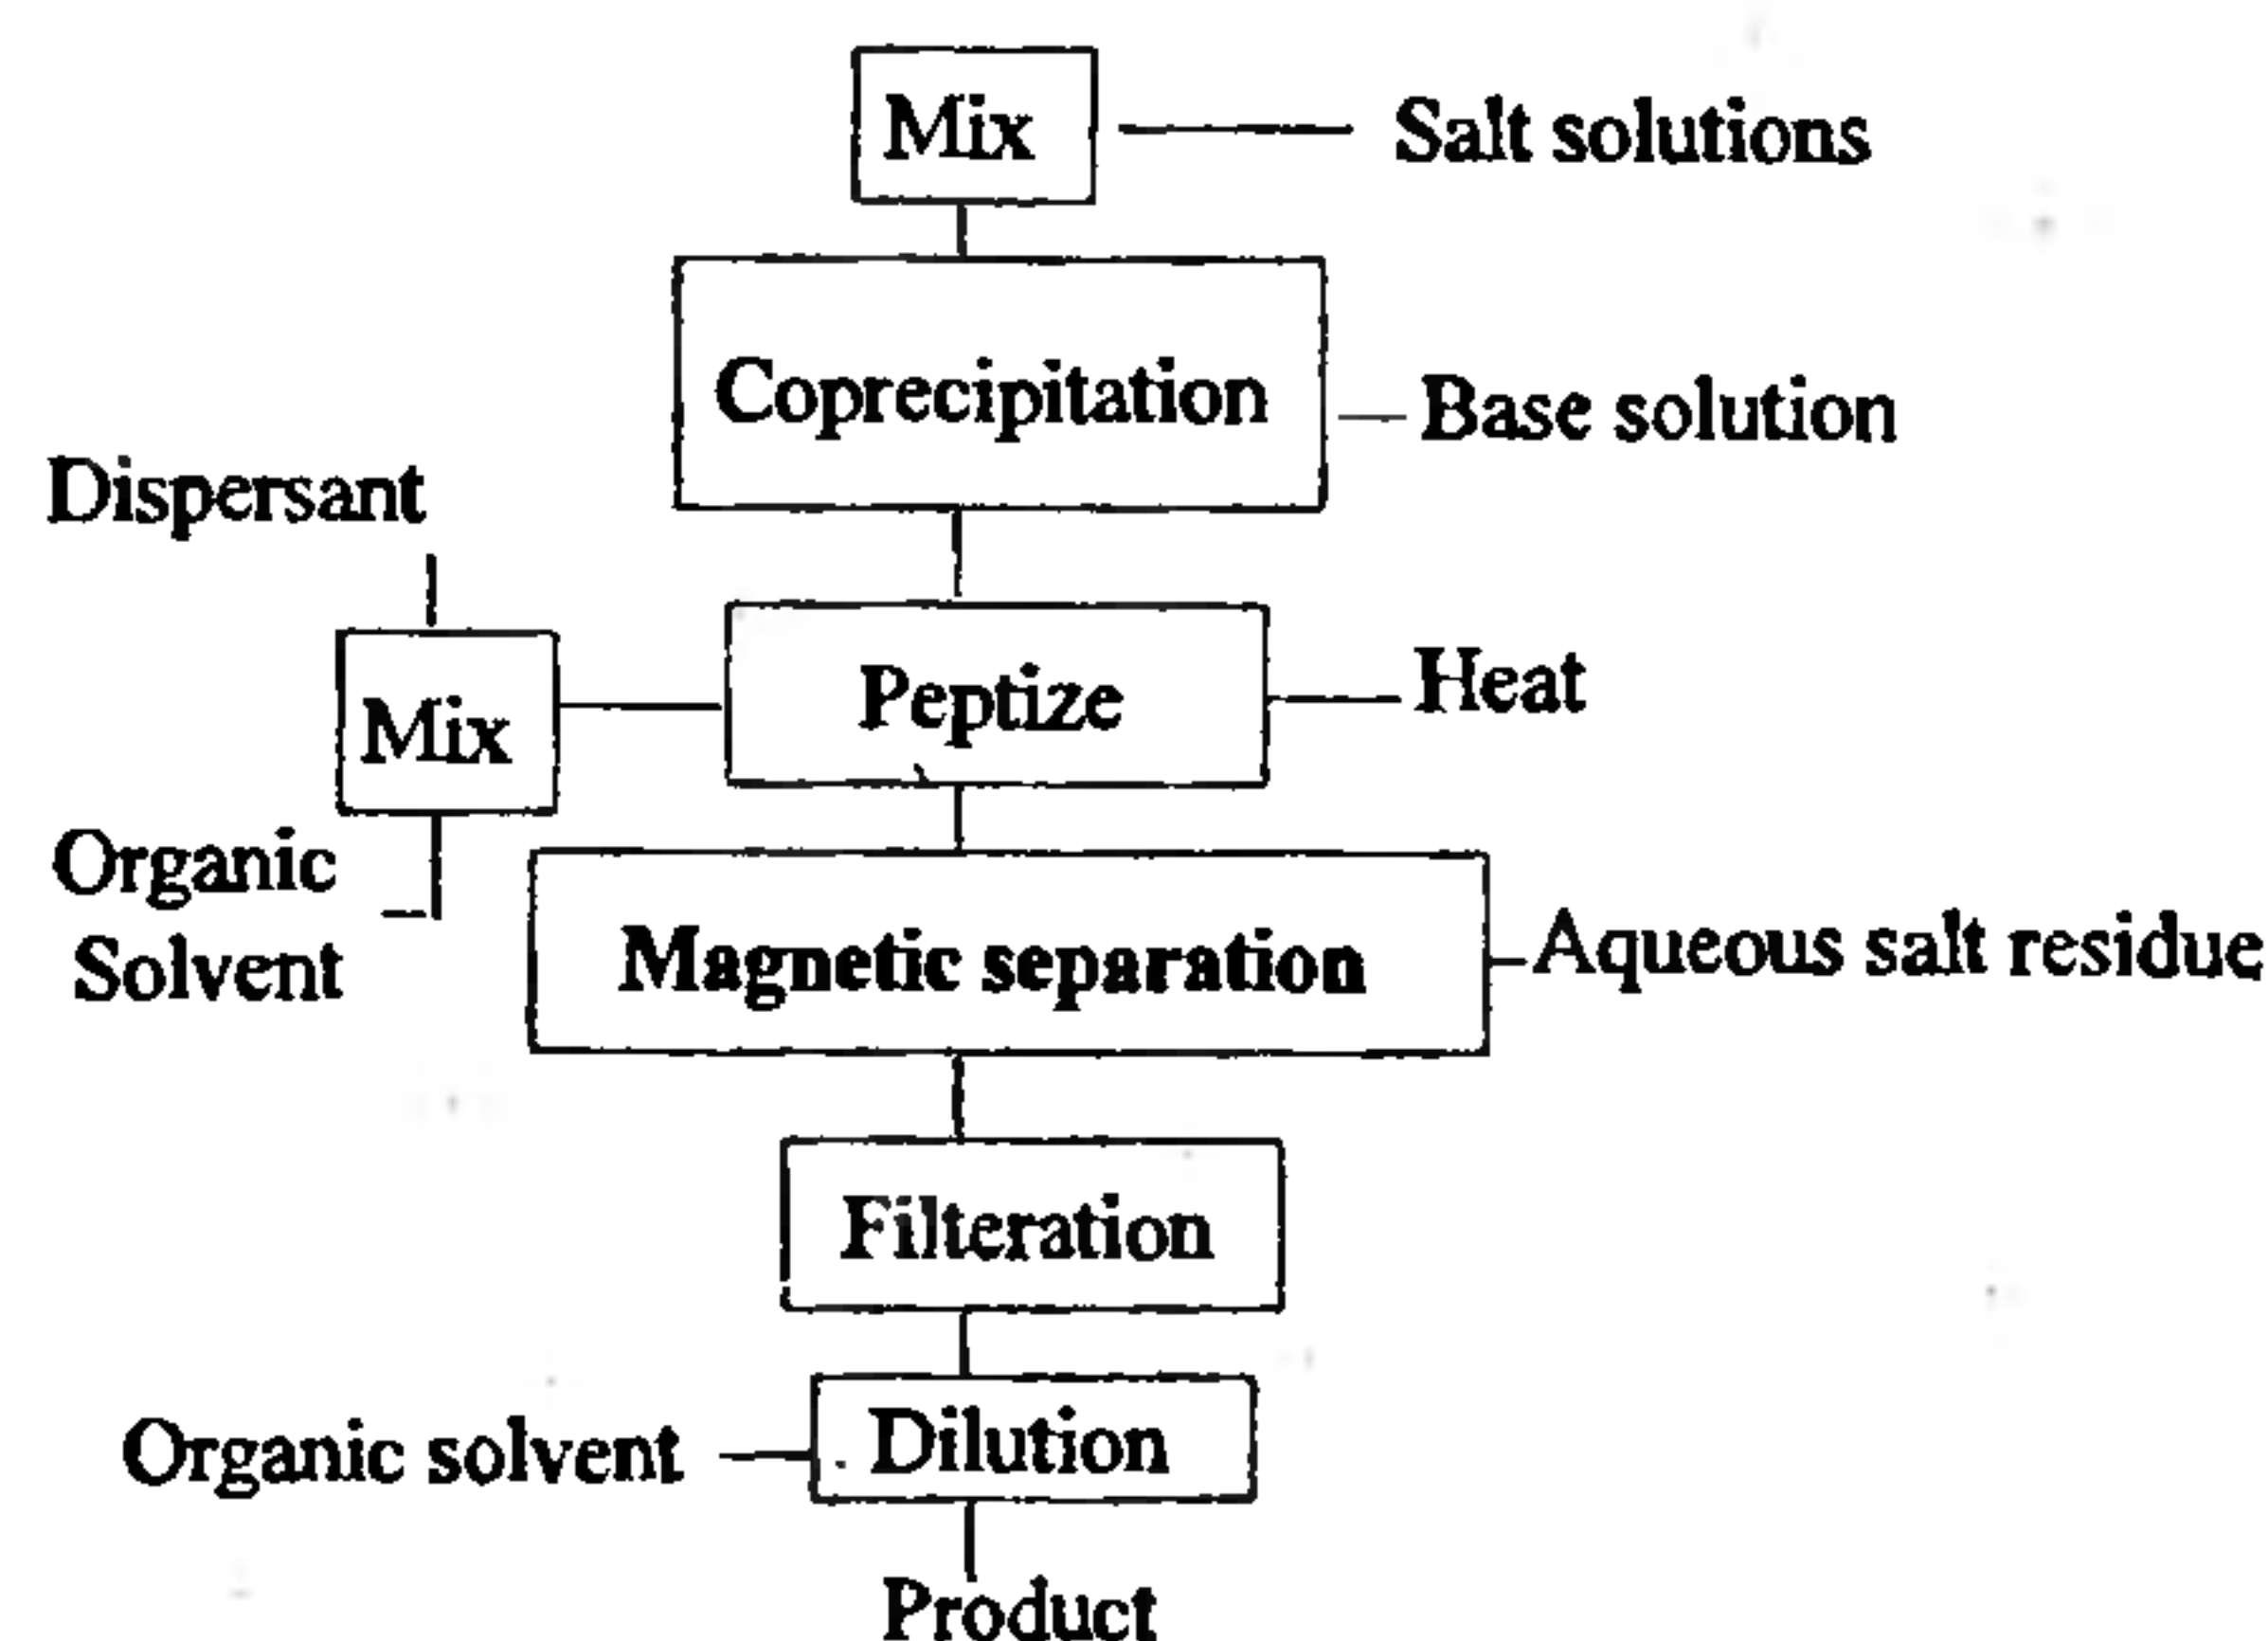 Mix
Salt solutions
Coprecipitation
Base solution
Dispersant
Mix
Peptize
Heat
Organic
Solvent
Magnetic separation
Aqueous salt residue
Filteration
Organic solvent
Dilution
Product